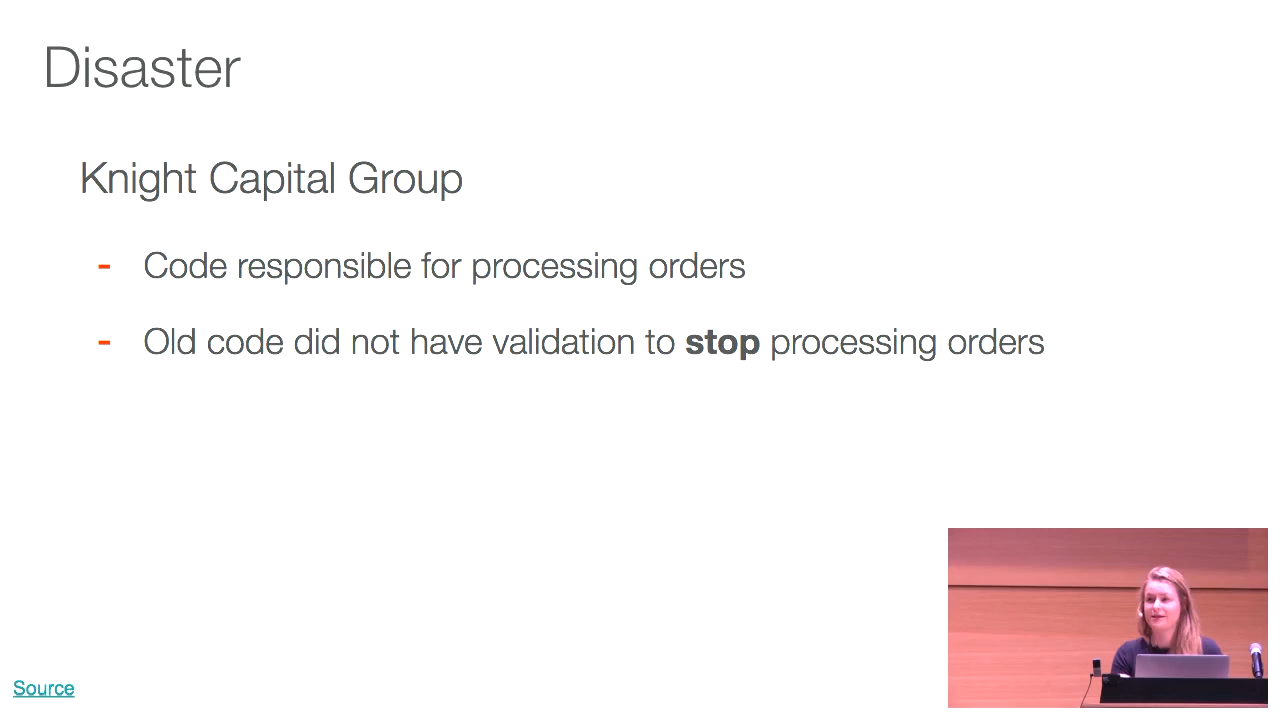 Disaster
Knight Capital Group
- Code responsible for processing orders
- Old code did not have validation to stop processing orders
Source